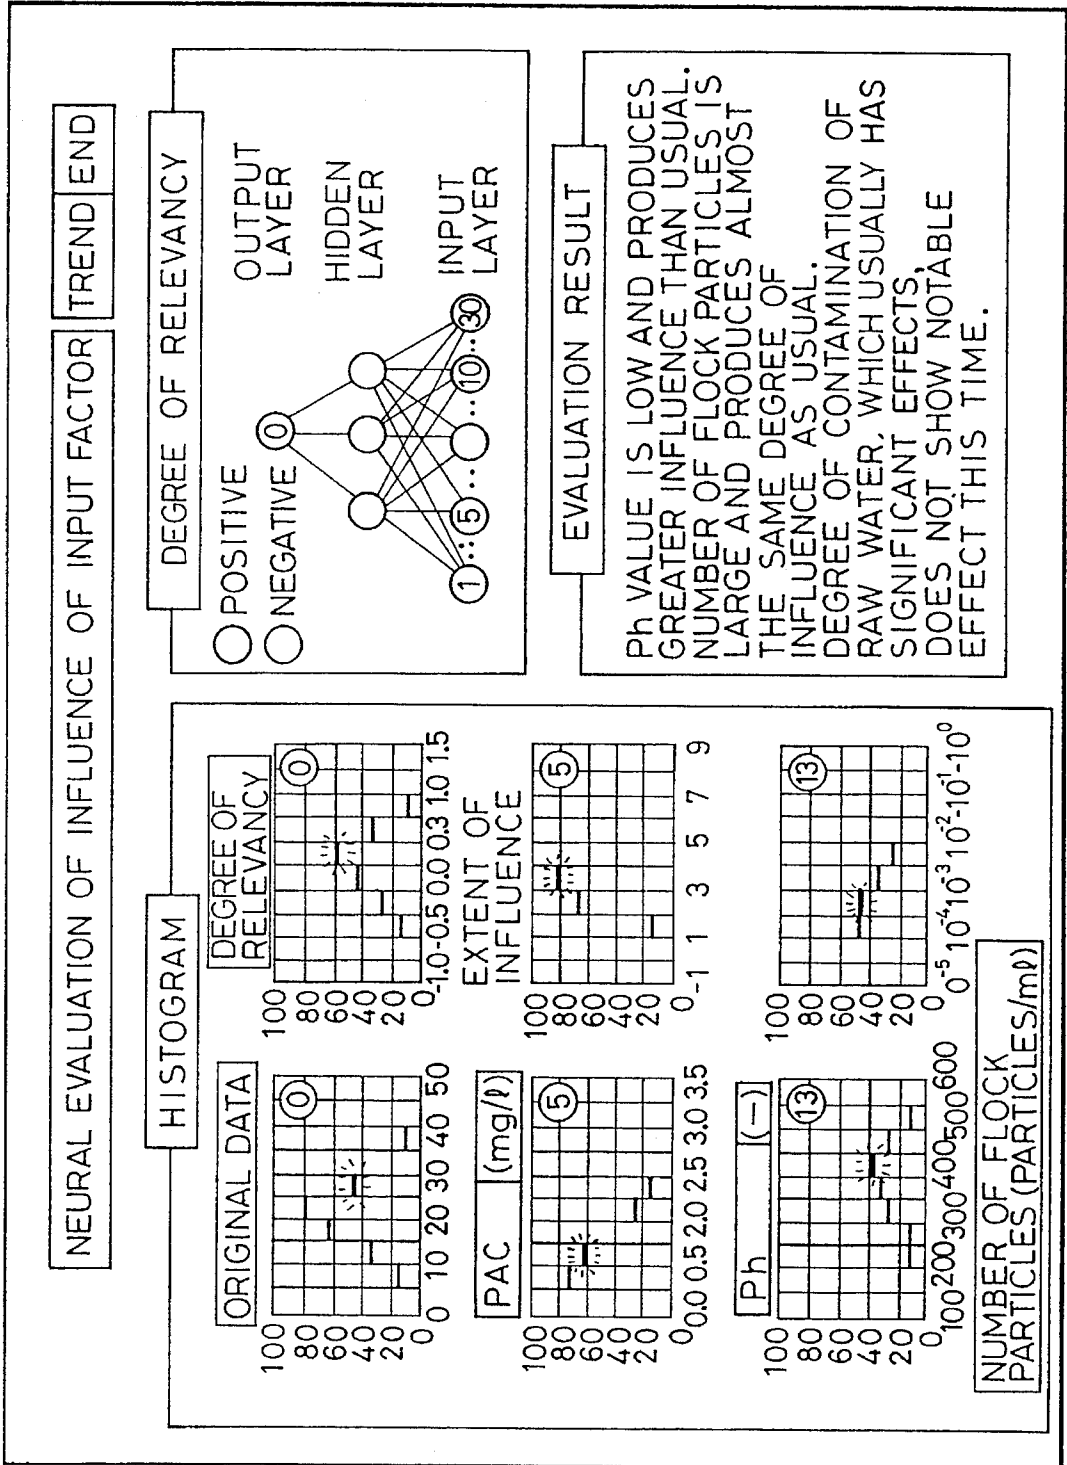 NEURAL EVALUATION OF INFLUENCE OF INPUT FACTOR
TREND
END
HISTOGRAM
ORIGINAL DATA
0
100
80
60
40
20
0
0 10 20 30 40 50
DEGREE OF
RELEVANCY
0
100
80
60
40
20
0
-1.0 -0.5 0.0 0.3 1.0 1.5
PAC (mg/ℓ)
5
100
80
60
40
20
0
0.0 0.5 2.0 2.5 3.0 3.5
EXTENT OF
INFLUENCE
5
100
80
60
40
20
0
-1 1 3 5 7 9
Ph (−)
13
100
80
60
40
20
0
100 200 200 300 400 500 600
13
100
80
60
40
20
0
0⁻⁵ 10⁻⁴ 10⁻³ 10⁻² 10⁻¹ 10⁰
NUMBER OF FLOCK
PARTICLES (PARTICLES/mℓ)
DEGREE OF RELEVANCY
POSITIVE
NEGATIVE
0
OUTPUT
LAYER
HIDDEN
LAYER
1 ... 5 ... ... 10 ... 30
INPUT
LAYER
EVALUATION RESULT
Ph VALUE IS LOW AND PRODUCES
GREATER INFLUENCE THAN USUAL.
NUMBER OF FLOCK PARTICLES IS
LARGE AND PRODUCES ALMOST
THE SAME DEGREE OF
INFLUENCE AS USUAL.
DEGREE OF CONTAMINATION OF
RAW WATER, WHICH USUALLY HAS
SIGNIFICANT EFFECTS,
DOES NOT SHOW NOTABLE
EFFECT THIS TIME.